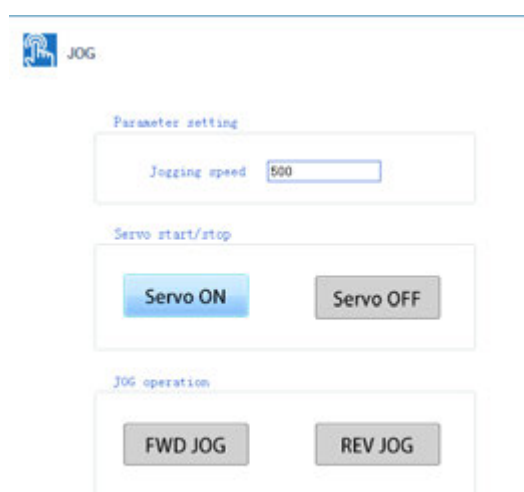 JOG
Parameter setting
Jogging speed 500
Servo start/stop
Servo ON Servo OFF
JOG operation
FWD JOG REV JOG